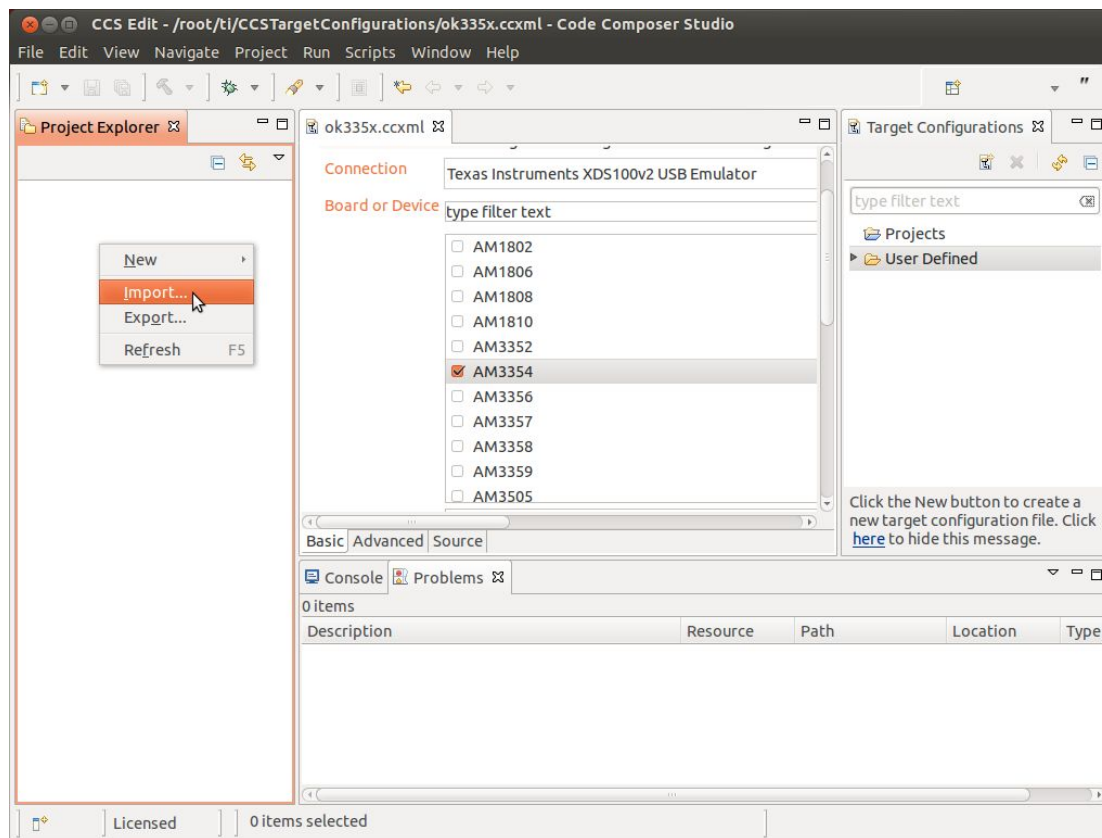 CCS Edit - /root/ti/CCSTargetConfigurations/ok335x.ccxml - Code Composer Studio
File Edit View Navigate Project Run Scripts Window Help
Project Explorer
New
Import...
Export...
Refresh F5
ok335x.ccxml
Connection Texas Instruments XDS100v2 USB Emulator
Board or Device type filter text
AM1802
AM1806
AM1808
AM1810
AM3352
AM3354
AM3356
AM3357
AM3358
AM3359
AM3505
Basic Advanced Source
Target Configurations
type filter text
Projects
User Defined
Click the New button to create a
new target configuration file. Click
here to hide this message.
Console Problems
0 items
Description Resource Path Location Type
Licensed 0 items selected